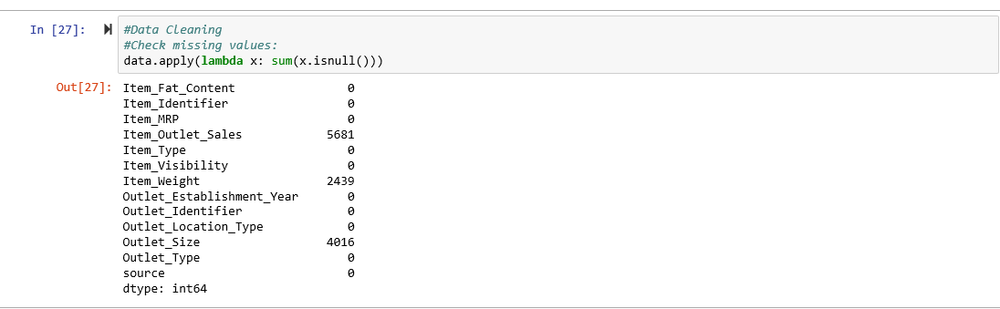 In [27]:
#Data Cleaning
#Check missing values:
data.apply(lambda x: sum(x.isnull()))
Out[27]:
Item_Fat_Content 0
Item_Identifier 0
Item_MRP 0
Item_Outlet_Sales 5681
Item_Type 0
Item_Visibility 0
Item_Weight 2439
Outlet_Establishment_Year 0
Outlet_Identifier 0
Outlet_Location_Type 0
Outlet_Size 4016
Outlet_Type 0
source 0
dtype: int64